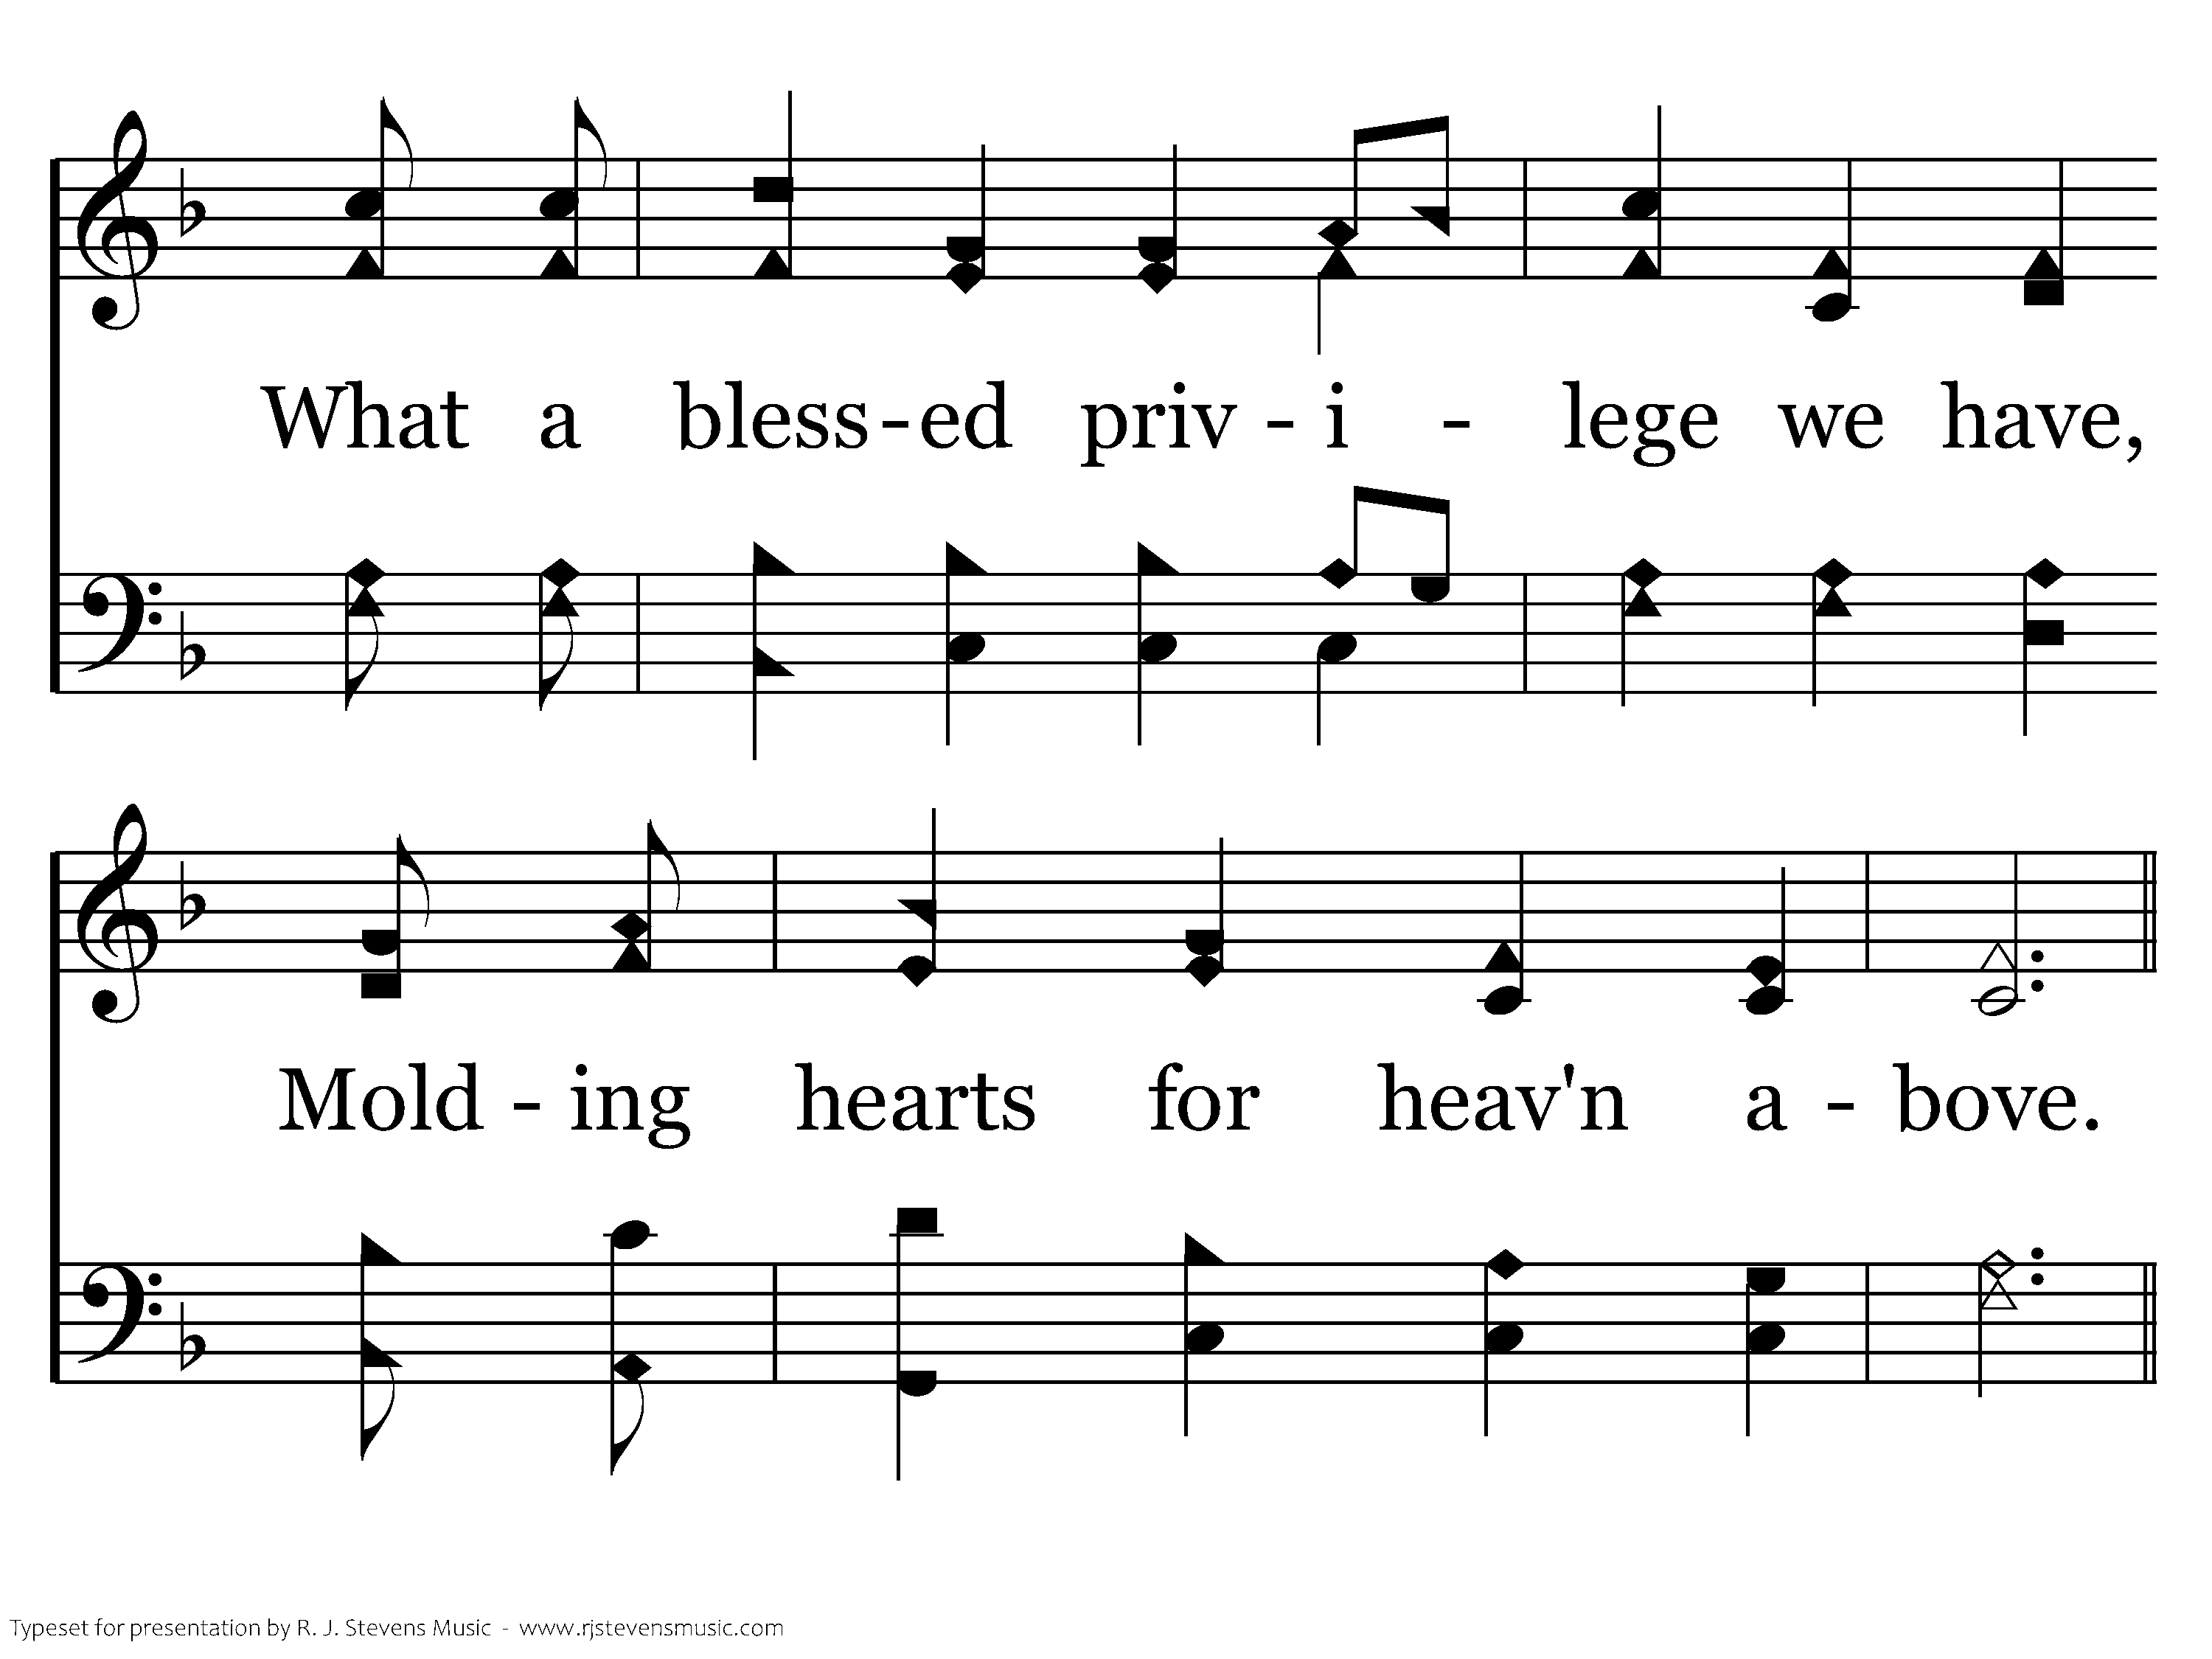 What a bless-ed priv - i - lege we have,
Mold - ing hearts for heav'n a - bove.
Typeset for presentation by R. J. Stevens Music - www.rjstevensmusic.com